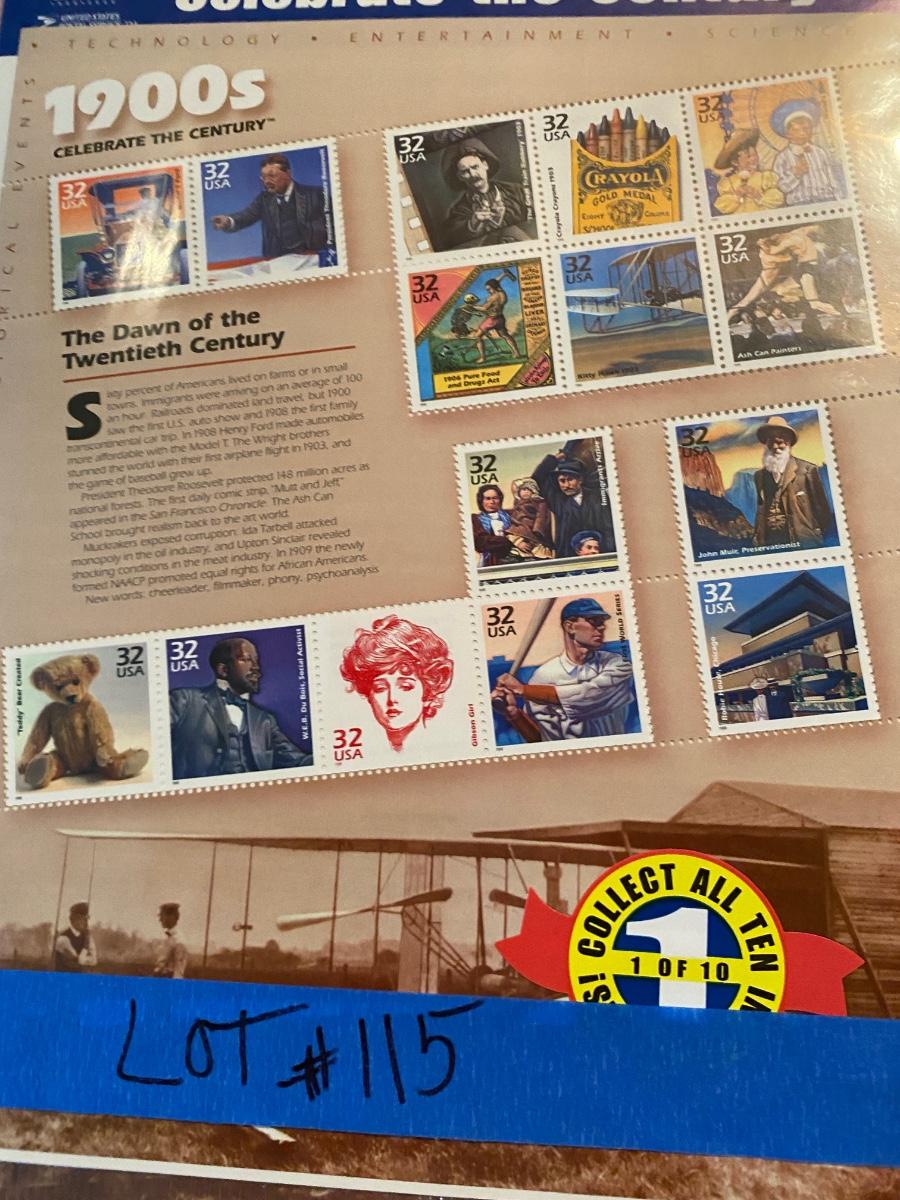 Celebrate the Century
UNITED STATES
POSTAL SERVICE
• TECHNOLOGY • ENTERTAINMENT • SCIENCE
ORICAL EVENTS
1900s
CELEBRATE THE CENTURY™
32
USA
32
USA
President Theodore Roosevelt
32
USA
The Great Train Robbery 1903
32
USA
Crayola Crayons 1903
CRAYOLA
GOLD MEDAL
EIGHT COLORS
SCHOOL
32
USA
32
USA
1906 Pure Food
and Drugs Act
32
USA
Kitty Hawk 1903
32
USA
Ash Can Painters
The Dawn of the
Twentieth Century
Sixty percent of Americans lived on farms or in small
towns. Immigrants were arriving on an average of 100
an hour. Railroads dominated land travel, but 1900
saw the first U.S. auto show and 1908 the first family
transcontinental car trip. In 1908 Henry Ford made automobiles
more affordable with the Model T. The Wright brothers
stunned the world with their first airplane flight in 1903, and
the game of baseball grew up.
President Theodore Roosevelt protected 148 million acres as
national forests. The first daily comic strip, "Mutt and Jeff,"
appeared in the San Francisco Chronicle. The Ash Can
School brought realism back to the art world.
Muckrakers exposed corruption: Ida Tarbell attacked
monopoly in the oil industry, and Upton Sinclair revealed
shocking conditions in the meat industry. In 1909 the newly
formed NAACP promoted equal rights for African Americans.
New words: cheerleader, filmmaker, phony, psychoanalysis
32
USA
Immigrants Arrive
32
USA
John Muir, Preservationist
32
USA
"Teddy" Bear Created
32
USA
W.E.B. Du Bois, Social Activist
32
USA
Gibson Girl
32
USA
WORLD SERIES
32
USA
Robie House, Chicago
COLLECT ALL TEN
S!
1
1 OF 10
LOT #115